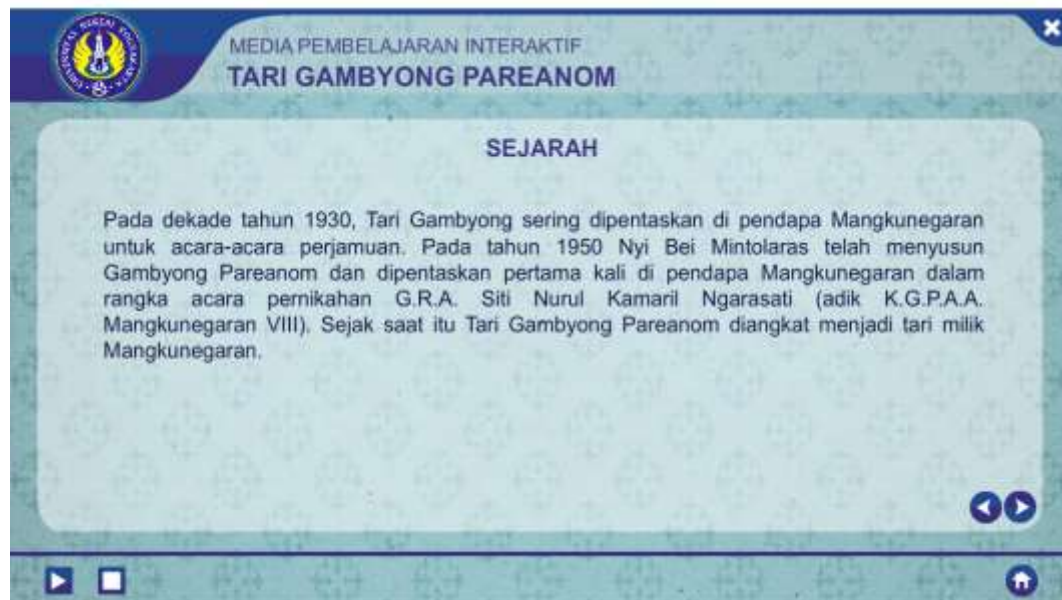 UNIVERSITAS NEGERI YOGYAKARTA
MEDIA PEMBELAJARAN INTERAKTIF
TARI GAMBYONG PAREANOM
SEJARAH
Pada dekade tahun 1930, Tari Gambyong sering dipentaskan di pendapa Mangkunegaran
untuk acara-acara perjamuan. Pada tahun 1950 Nyi Bei Mintolaras telah menyusun
Gambyong Pareanom dan dipentaskan pertama kali di pendapa Mangkunegaran dalam
rangka acara pernikahan G.R.A. Siti Nurul Kamaril Ngarasati (adik K.G.P.A.A.
Mangkunegaran VIII). Sejak saat itu Tari Gambyong Pareanom diangkat menjadi tari milik
Mangkunegaran.